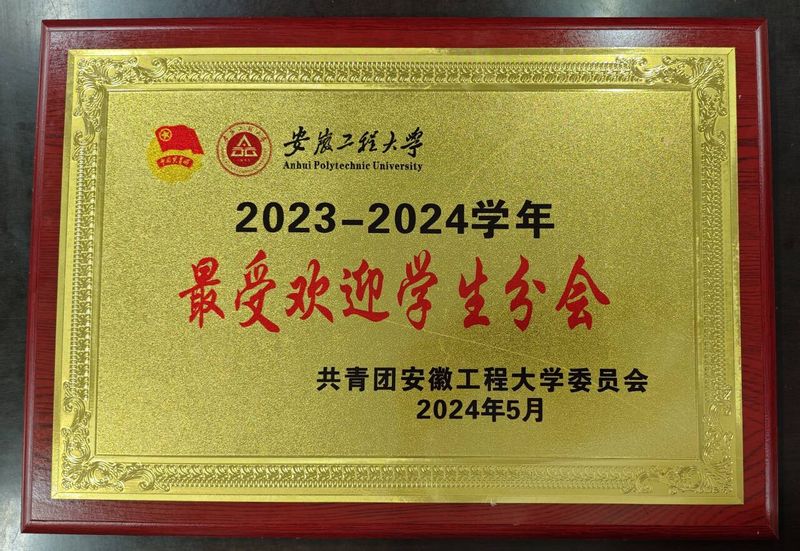 安徽工程大学
Anhui Polytechnic University
2023-2024学年
最受欢迎学生分会
共青团安徽工程大学委员会
2024年5月